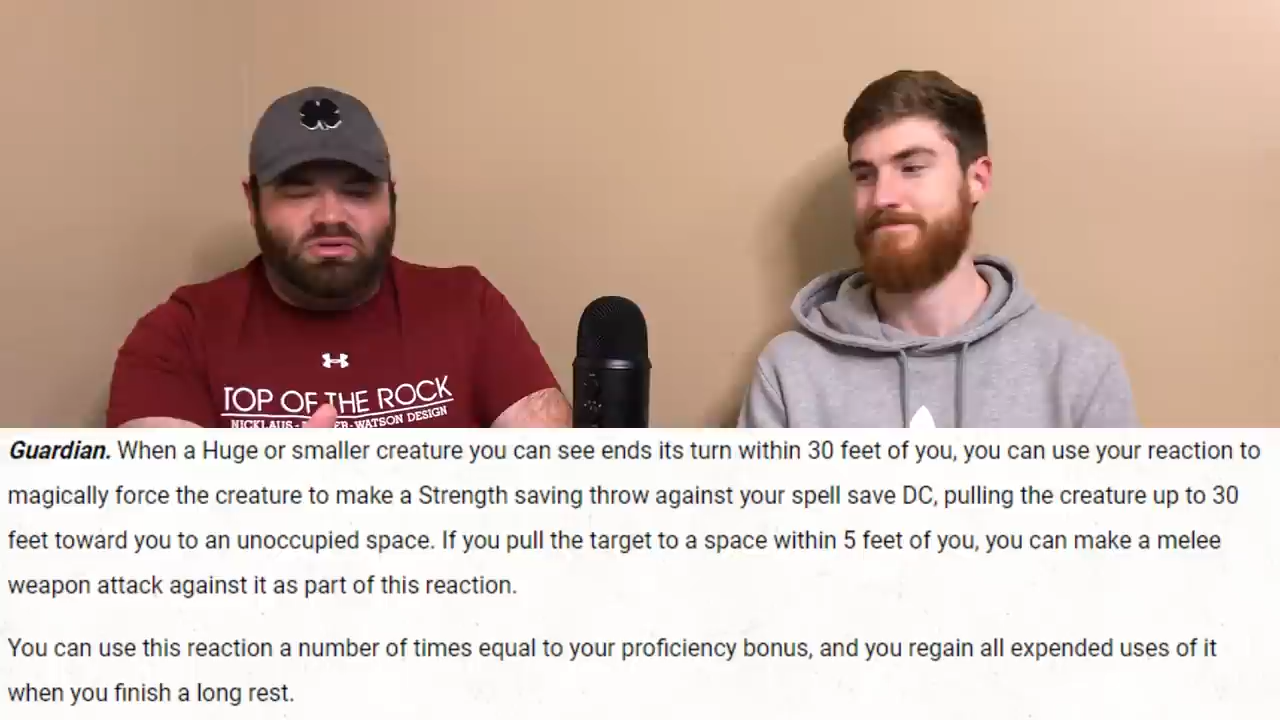 TOP OF THE ROCK
NICKLAUS - -WATSON DESIGN
Guardian. When a Huge or smaller creature you can see ends its turn within 30 feet of you, you can use your reaction to
magically force the creature to make a Strength saving throw against your spell save DC, pulling the creature up to 30
feet toward you to an unoccupied space. If you pull the target to a space within 5 feet of you, you can make a melee
weapon attack against it as part of this reaction.
You can use this reaction a number of times equal to your proficiency bonus, and you regain all expended uses of it
when you finish a long rest.